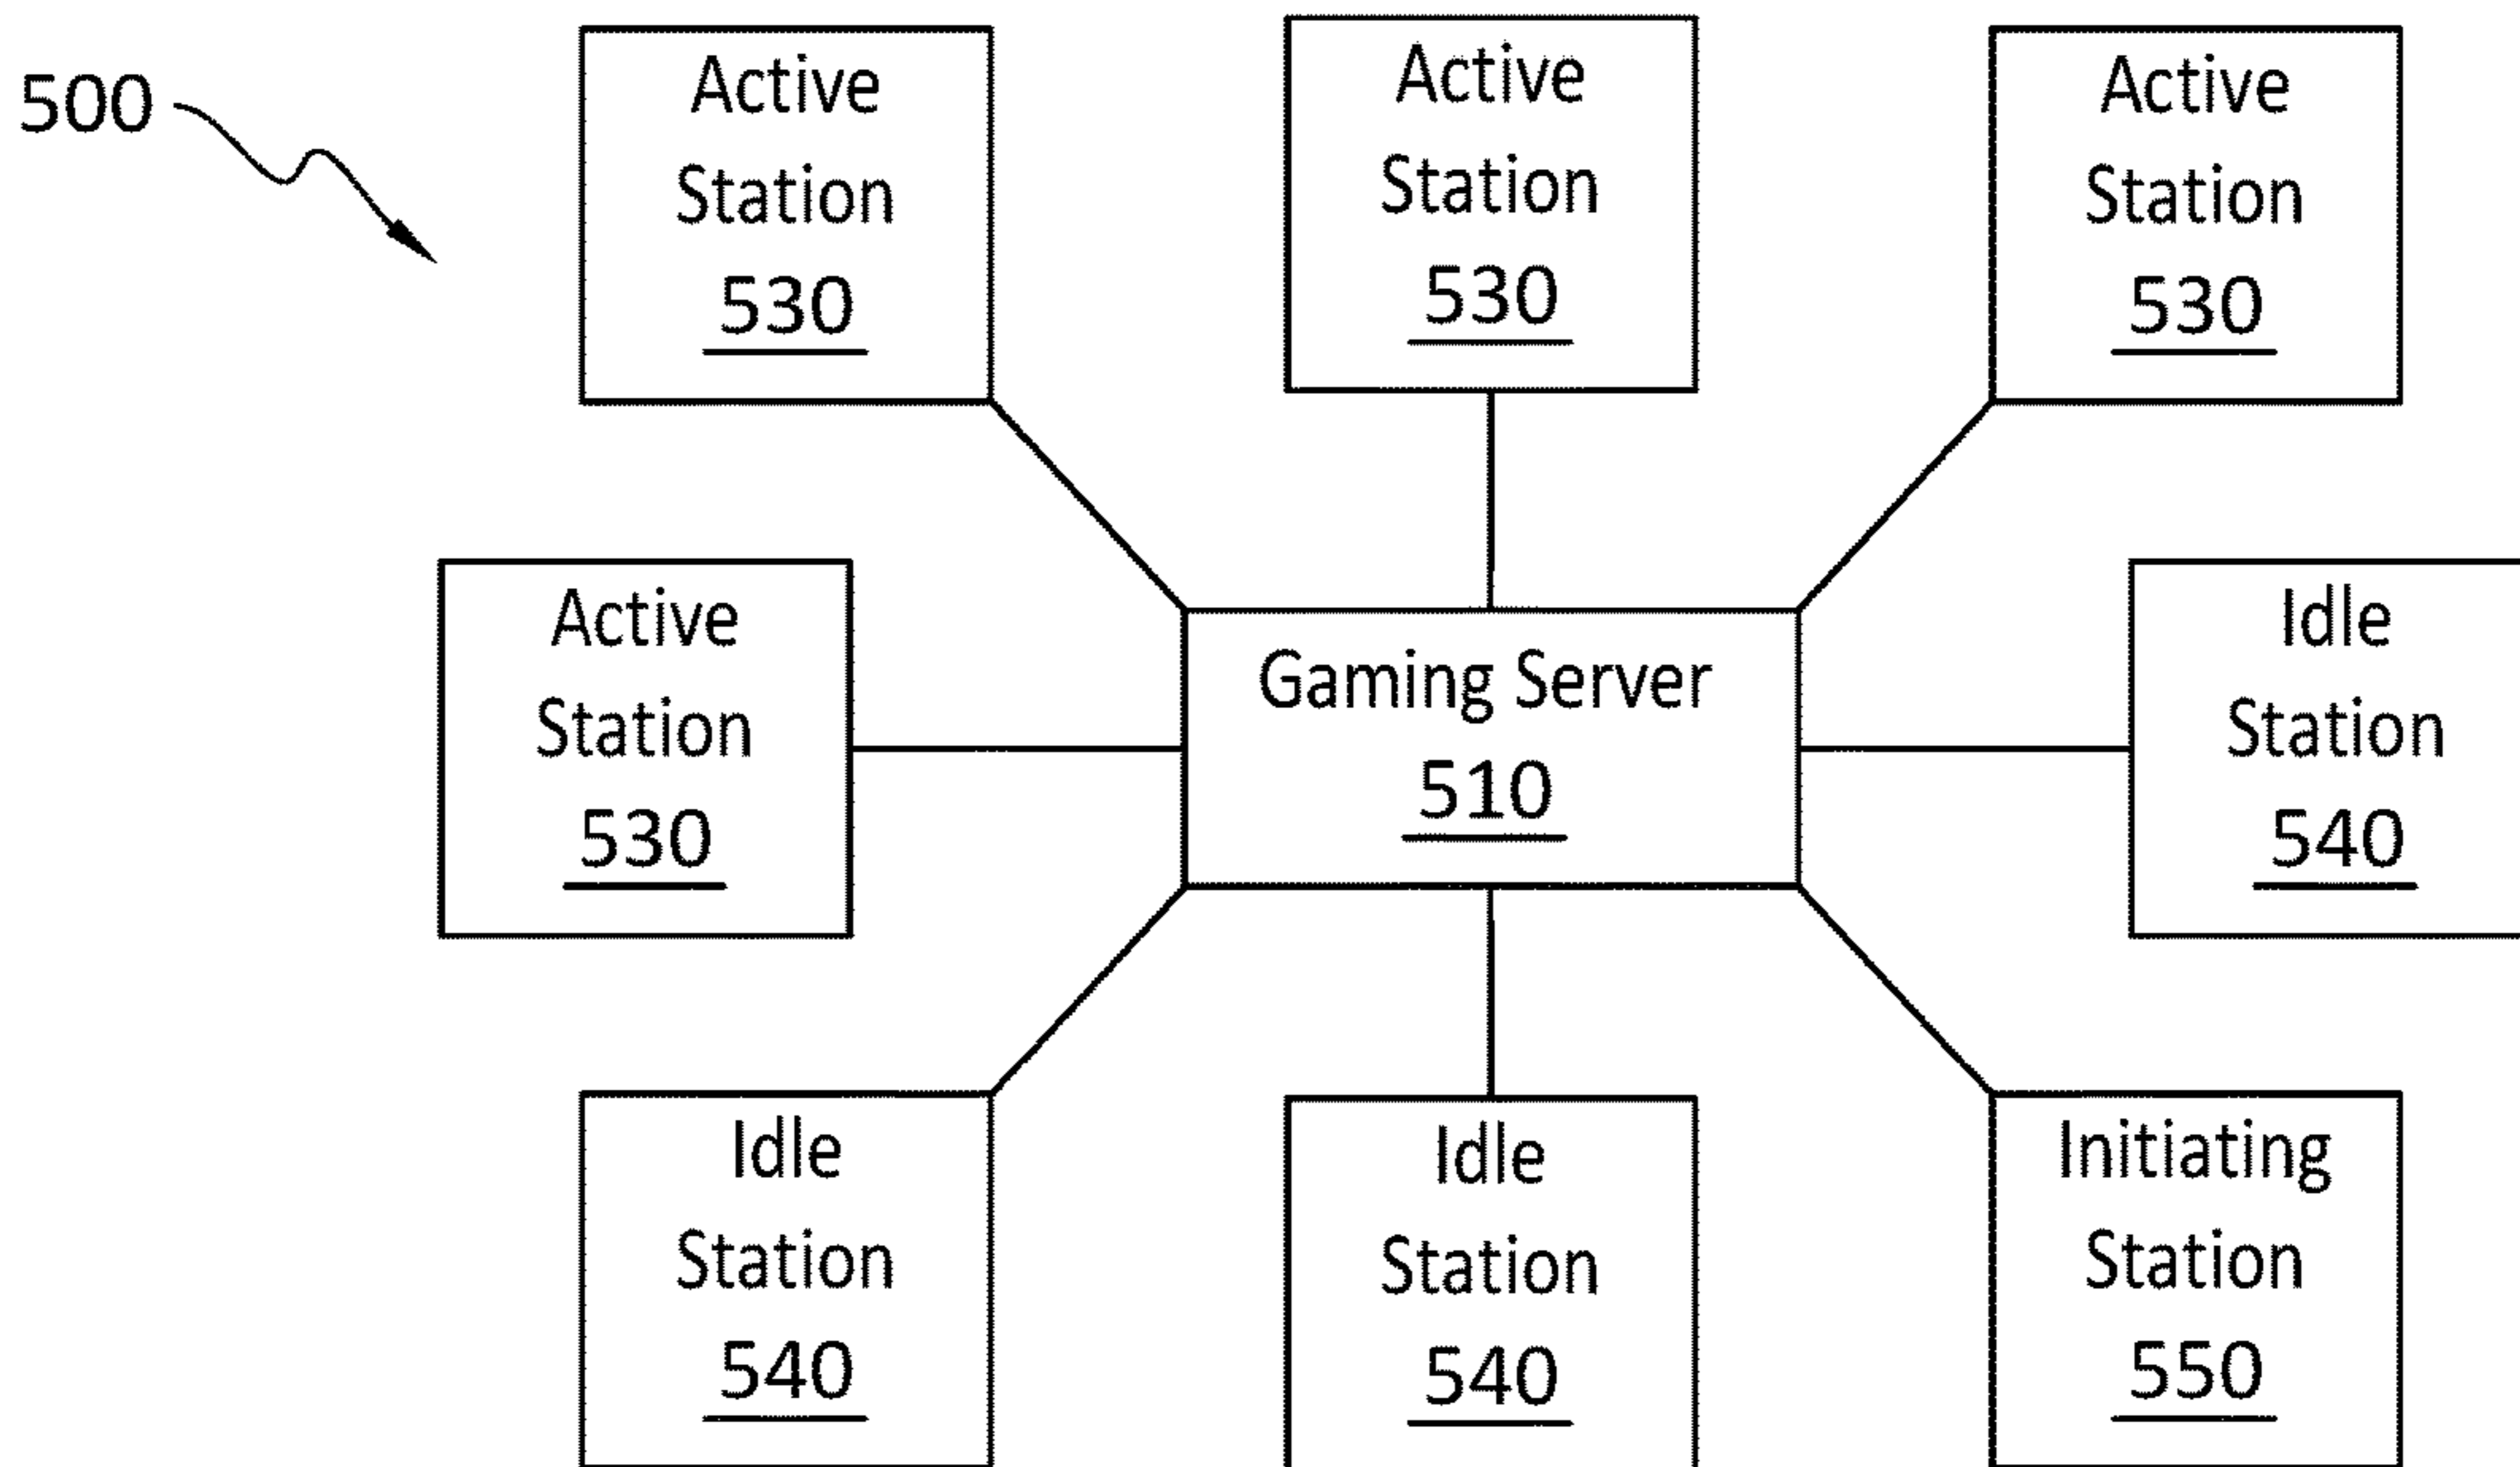 500
Active
Station
530
Active
Station
530
Active
Station
530
Active
Station
530
Gaming Server
510
Idle
Station
540
Idle
Station
540
Idle
Station
540
Initiating
Station
550